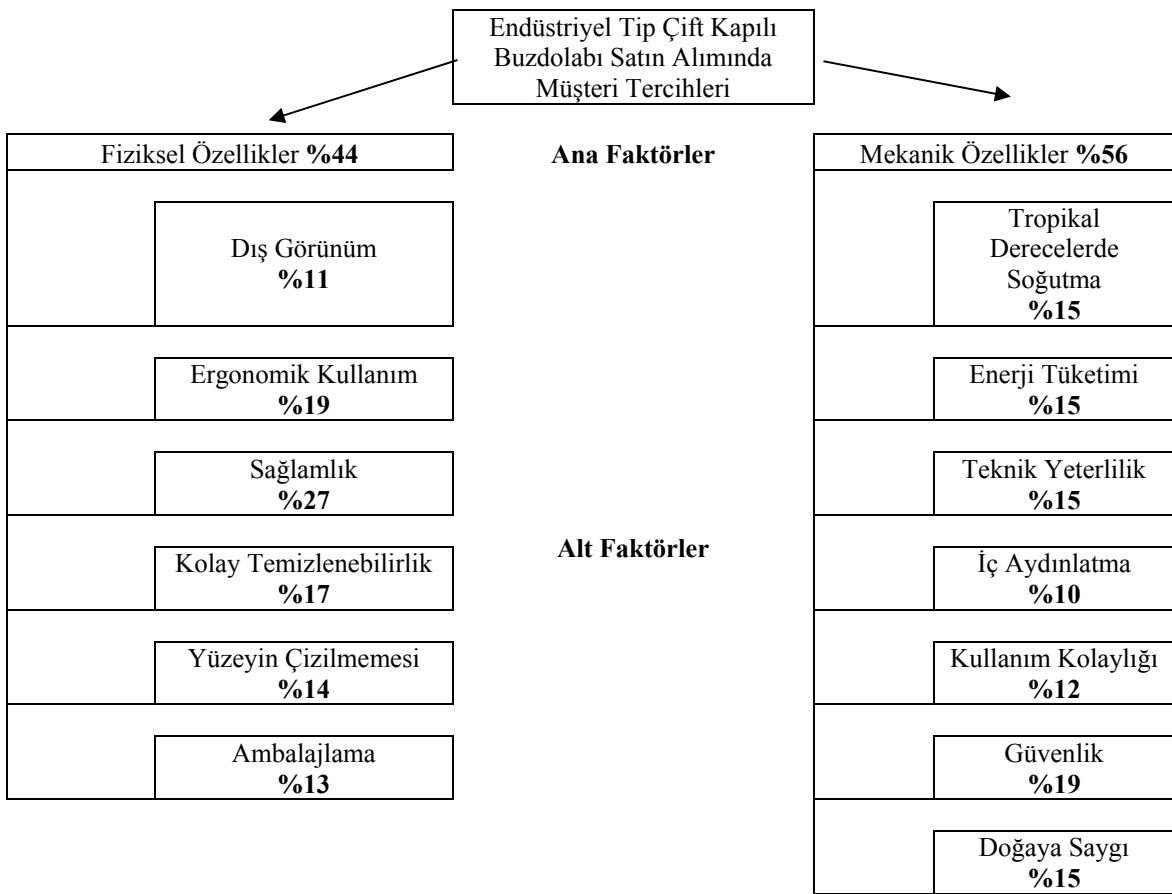 Endüstriyel Tip Çift Kapılı
Buzdolabı Satın Alımında
Müşteri Tercihleri
Fiziksel Özellikler %44
Ana Faktörler
Mekanik Özellikler %56
Dış Görünüm
%11
Tropikal
Derecelerde
Soğutma
%15
Ergonomik Kullanım
%19
Enerji Tüketimi
%15
Sağlamlık
%27
Teknik Yeterlilik
%15
Alt Faktörler
Kolay Temizlenebilirlik
%17
İç Aydınlatma
%10
Yüzeyin Çizilmemesi
%14
Kullanım Kolaylığı
%12
Ambalajlama
%13
Güvenlik
%19
Doğaya Saygı
%15